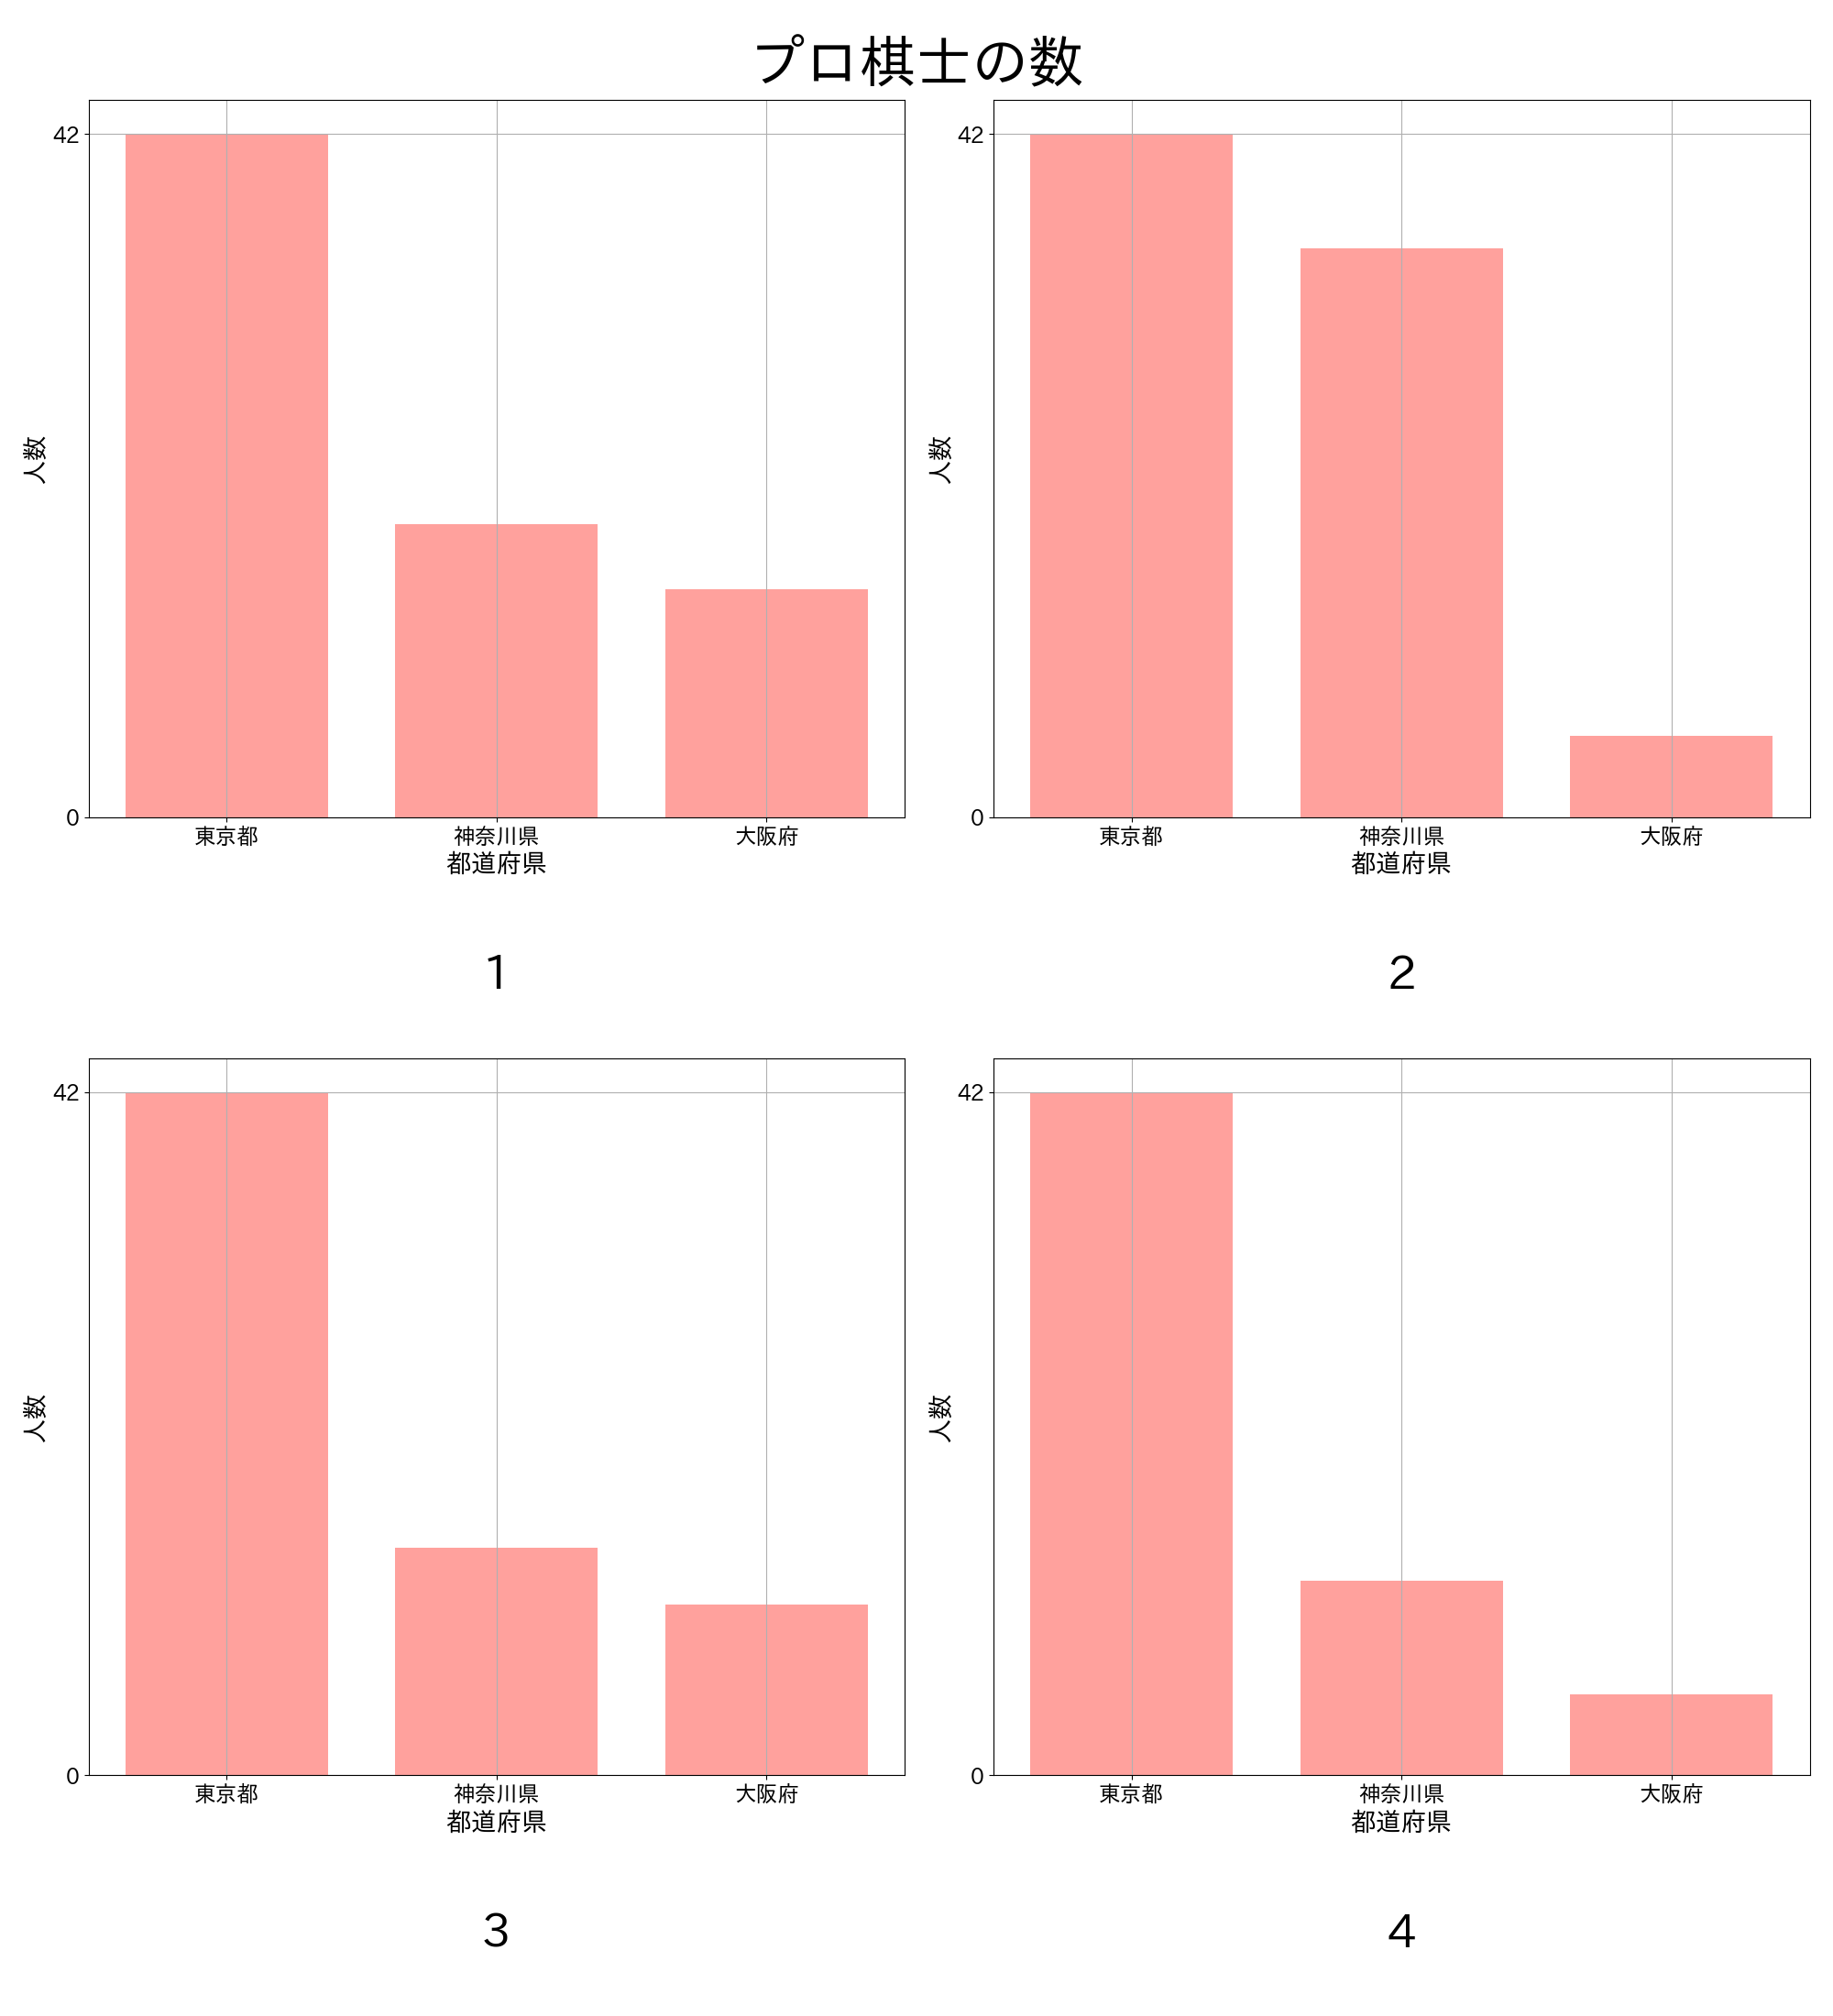 プロ棋士の数
42
人数
0
東京都 神奈川県 大阪府
都道府県
1
42
人数
0
東京都 神奈川県 大阪府
都道府県
2
42
人数
0
東京都 神奈川県 大阪府
都道府県
3
42
人数
0
東京都 神奈川県 大阪府
都道府県
4